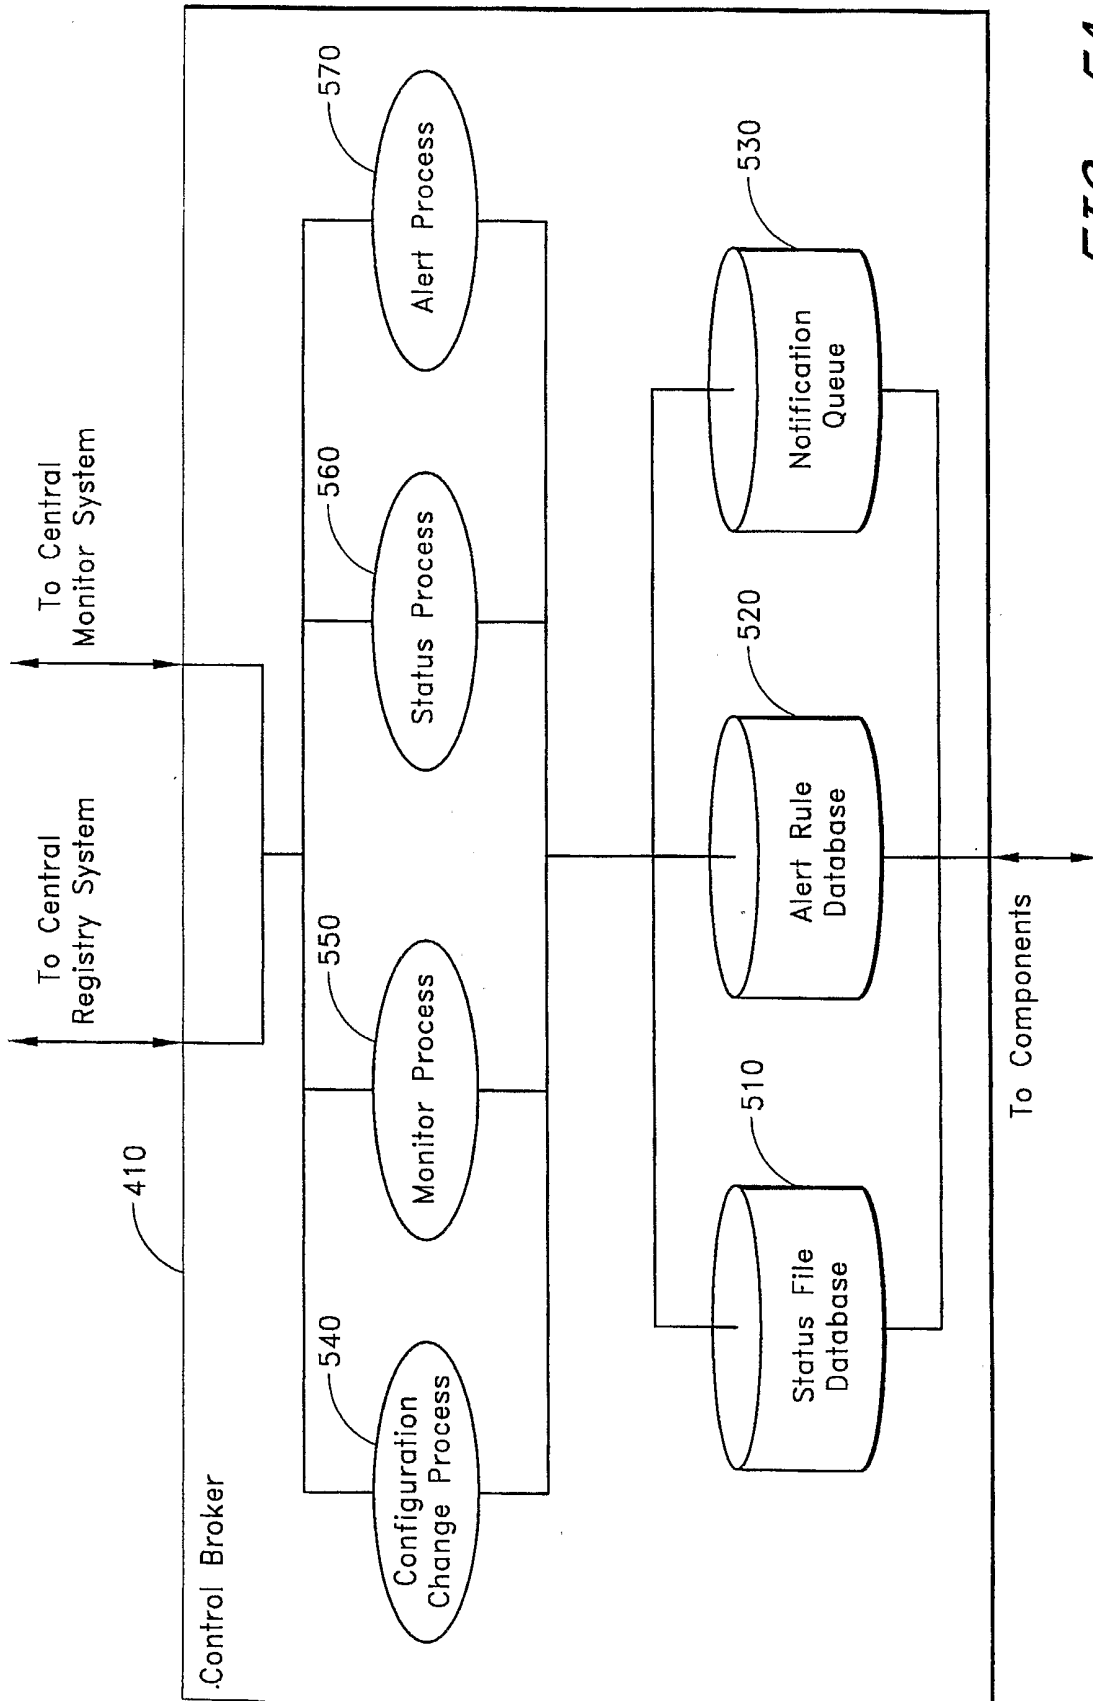 To Central
Registry System
To Central
Monitor System
410
.Control Broker
540
Configuration
Change Process
550
Monitor Process
560
Status Process
570
Alert Process
510
Status File
Database
520
Alert Rule
Database
530
Notification
Queue
To Components